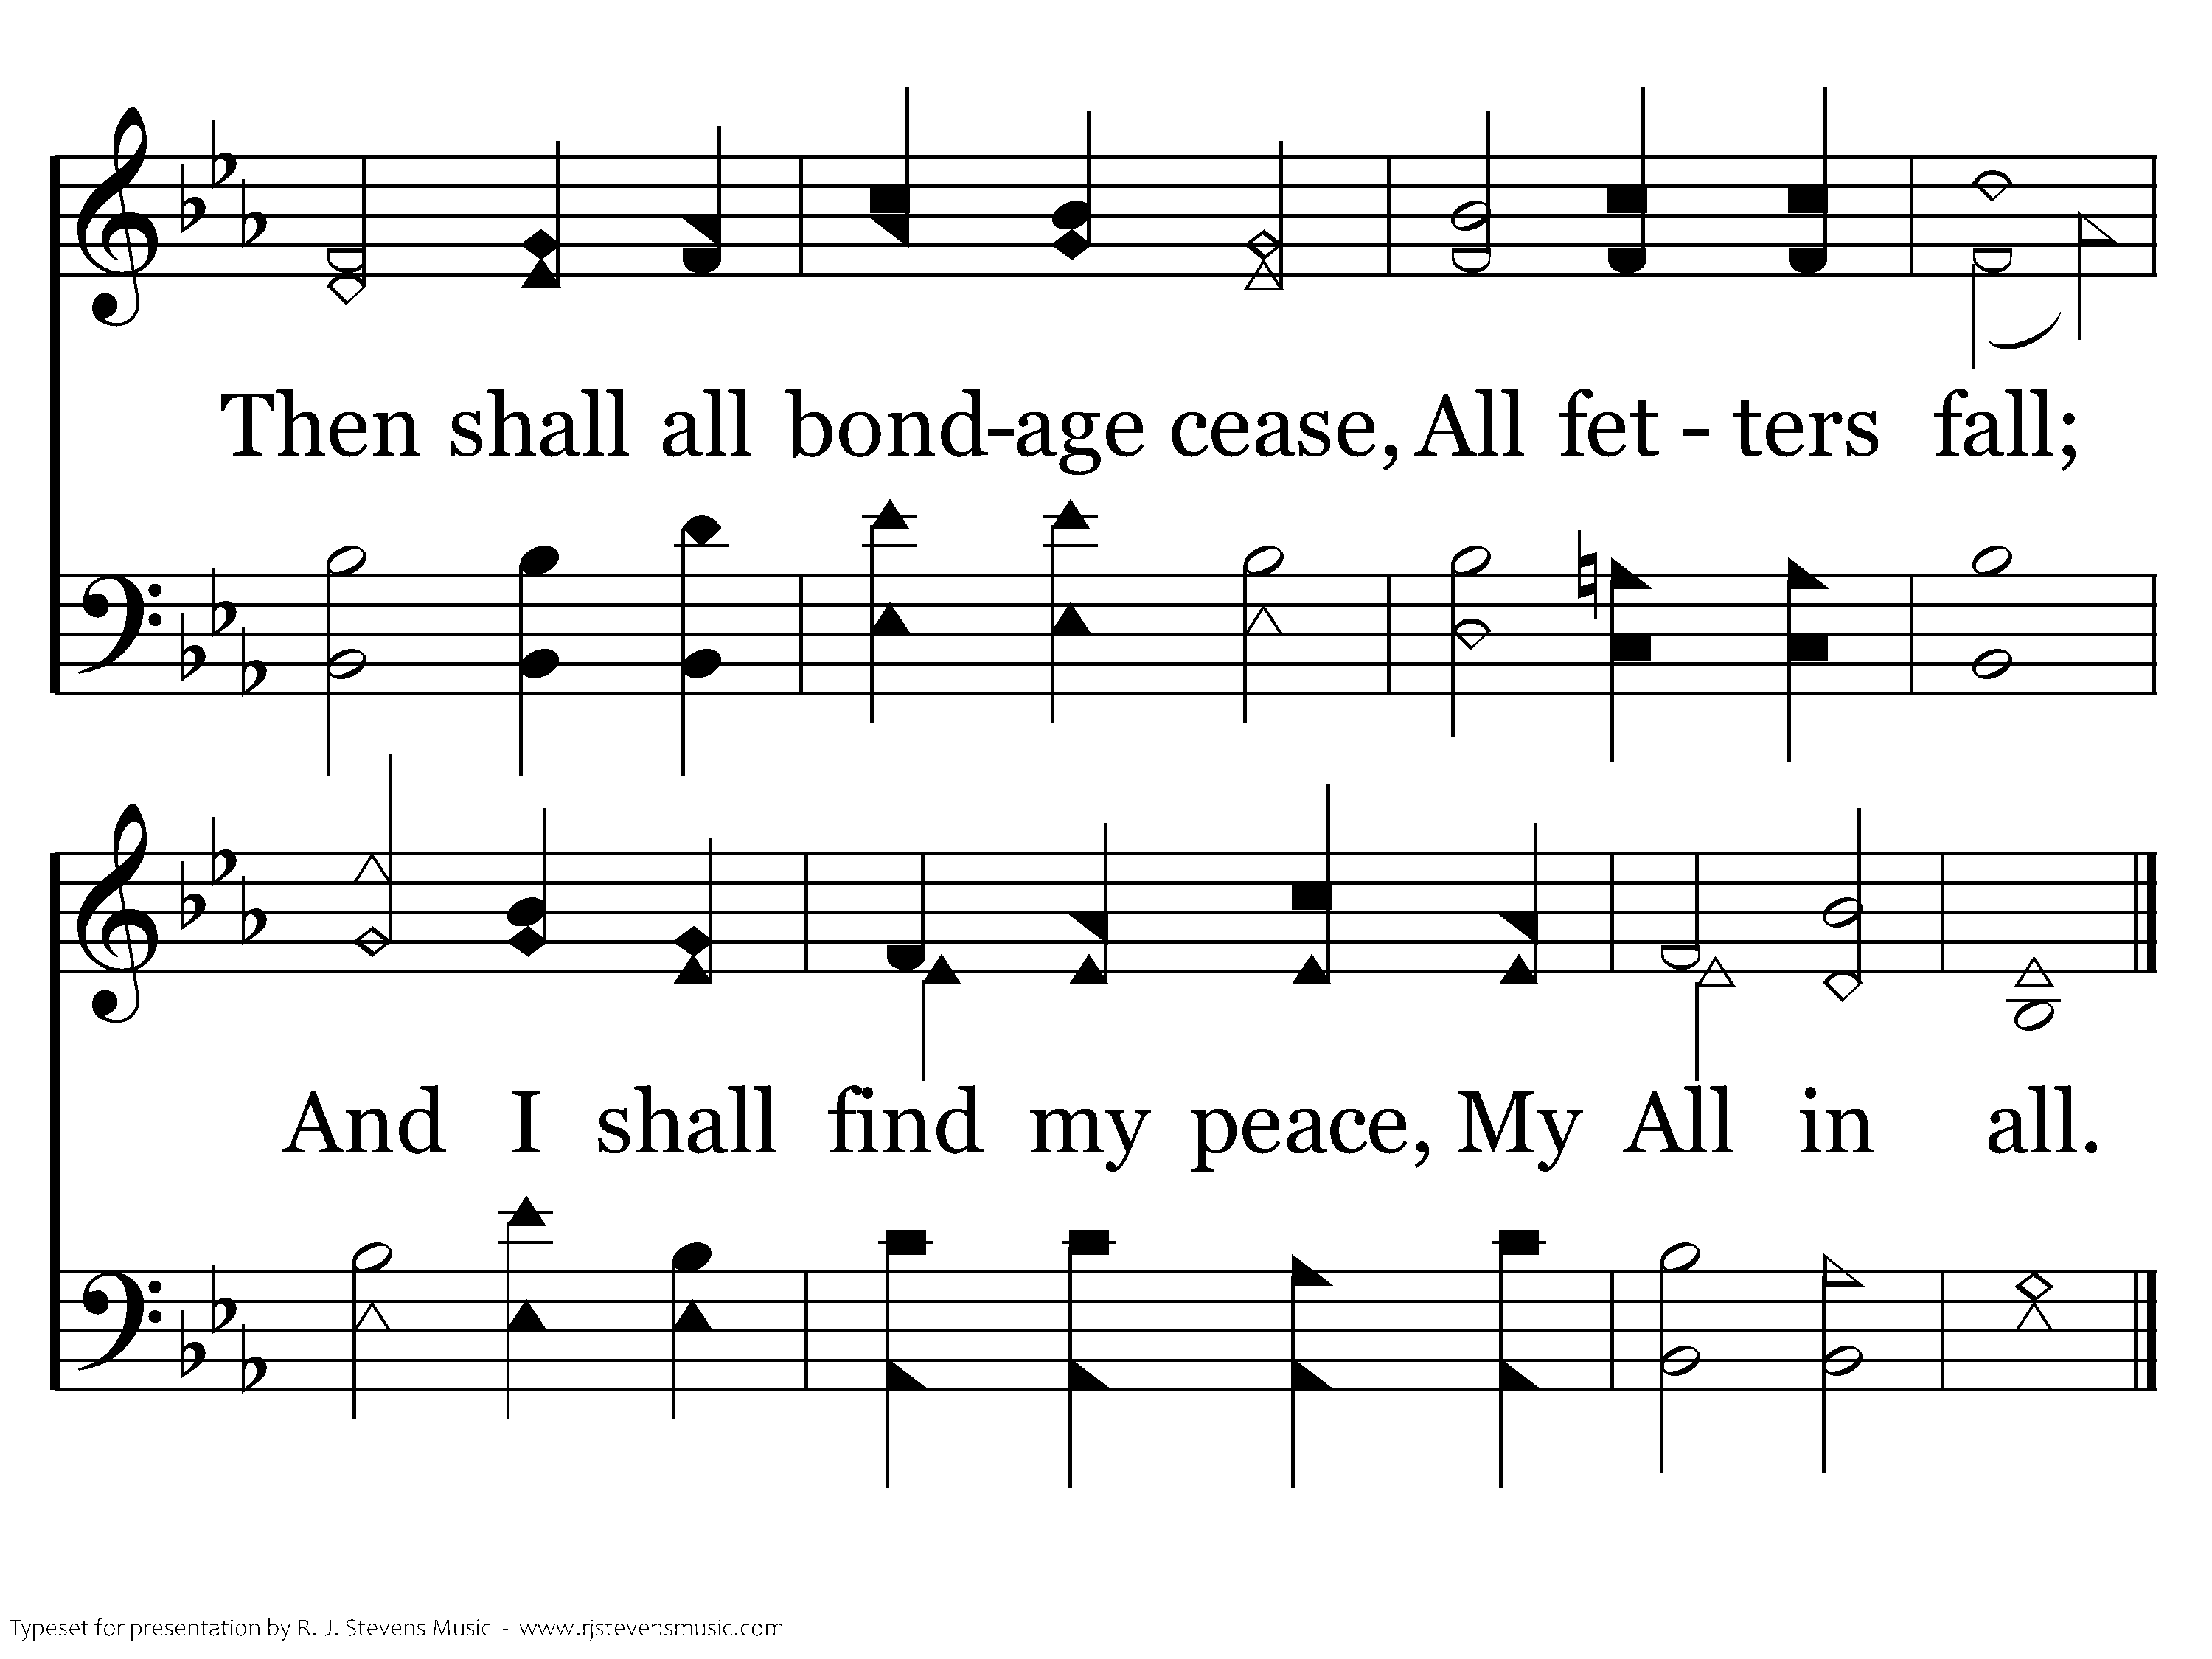 Then shall all bond-age cease, All fet - ters fall;
And I shall find my peace, My All in all.
Typeset for presentation by R. J. Stevens Music - www.rjstevensmusic.com